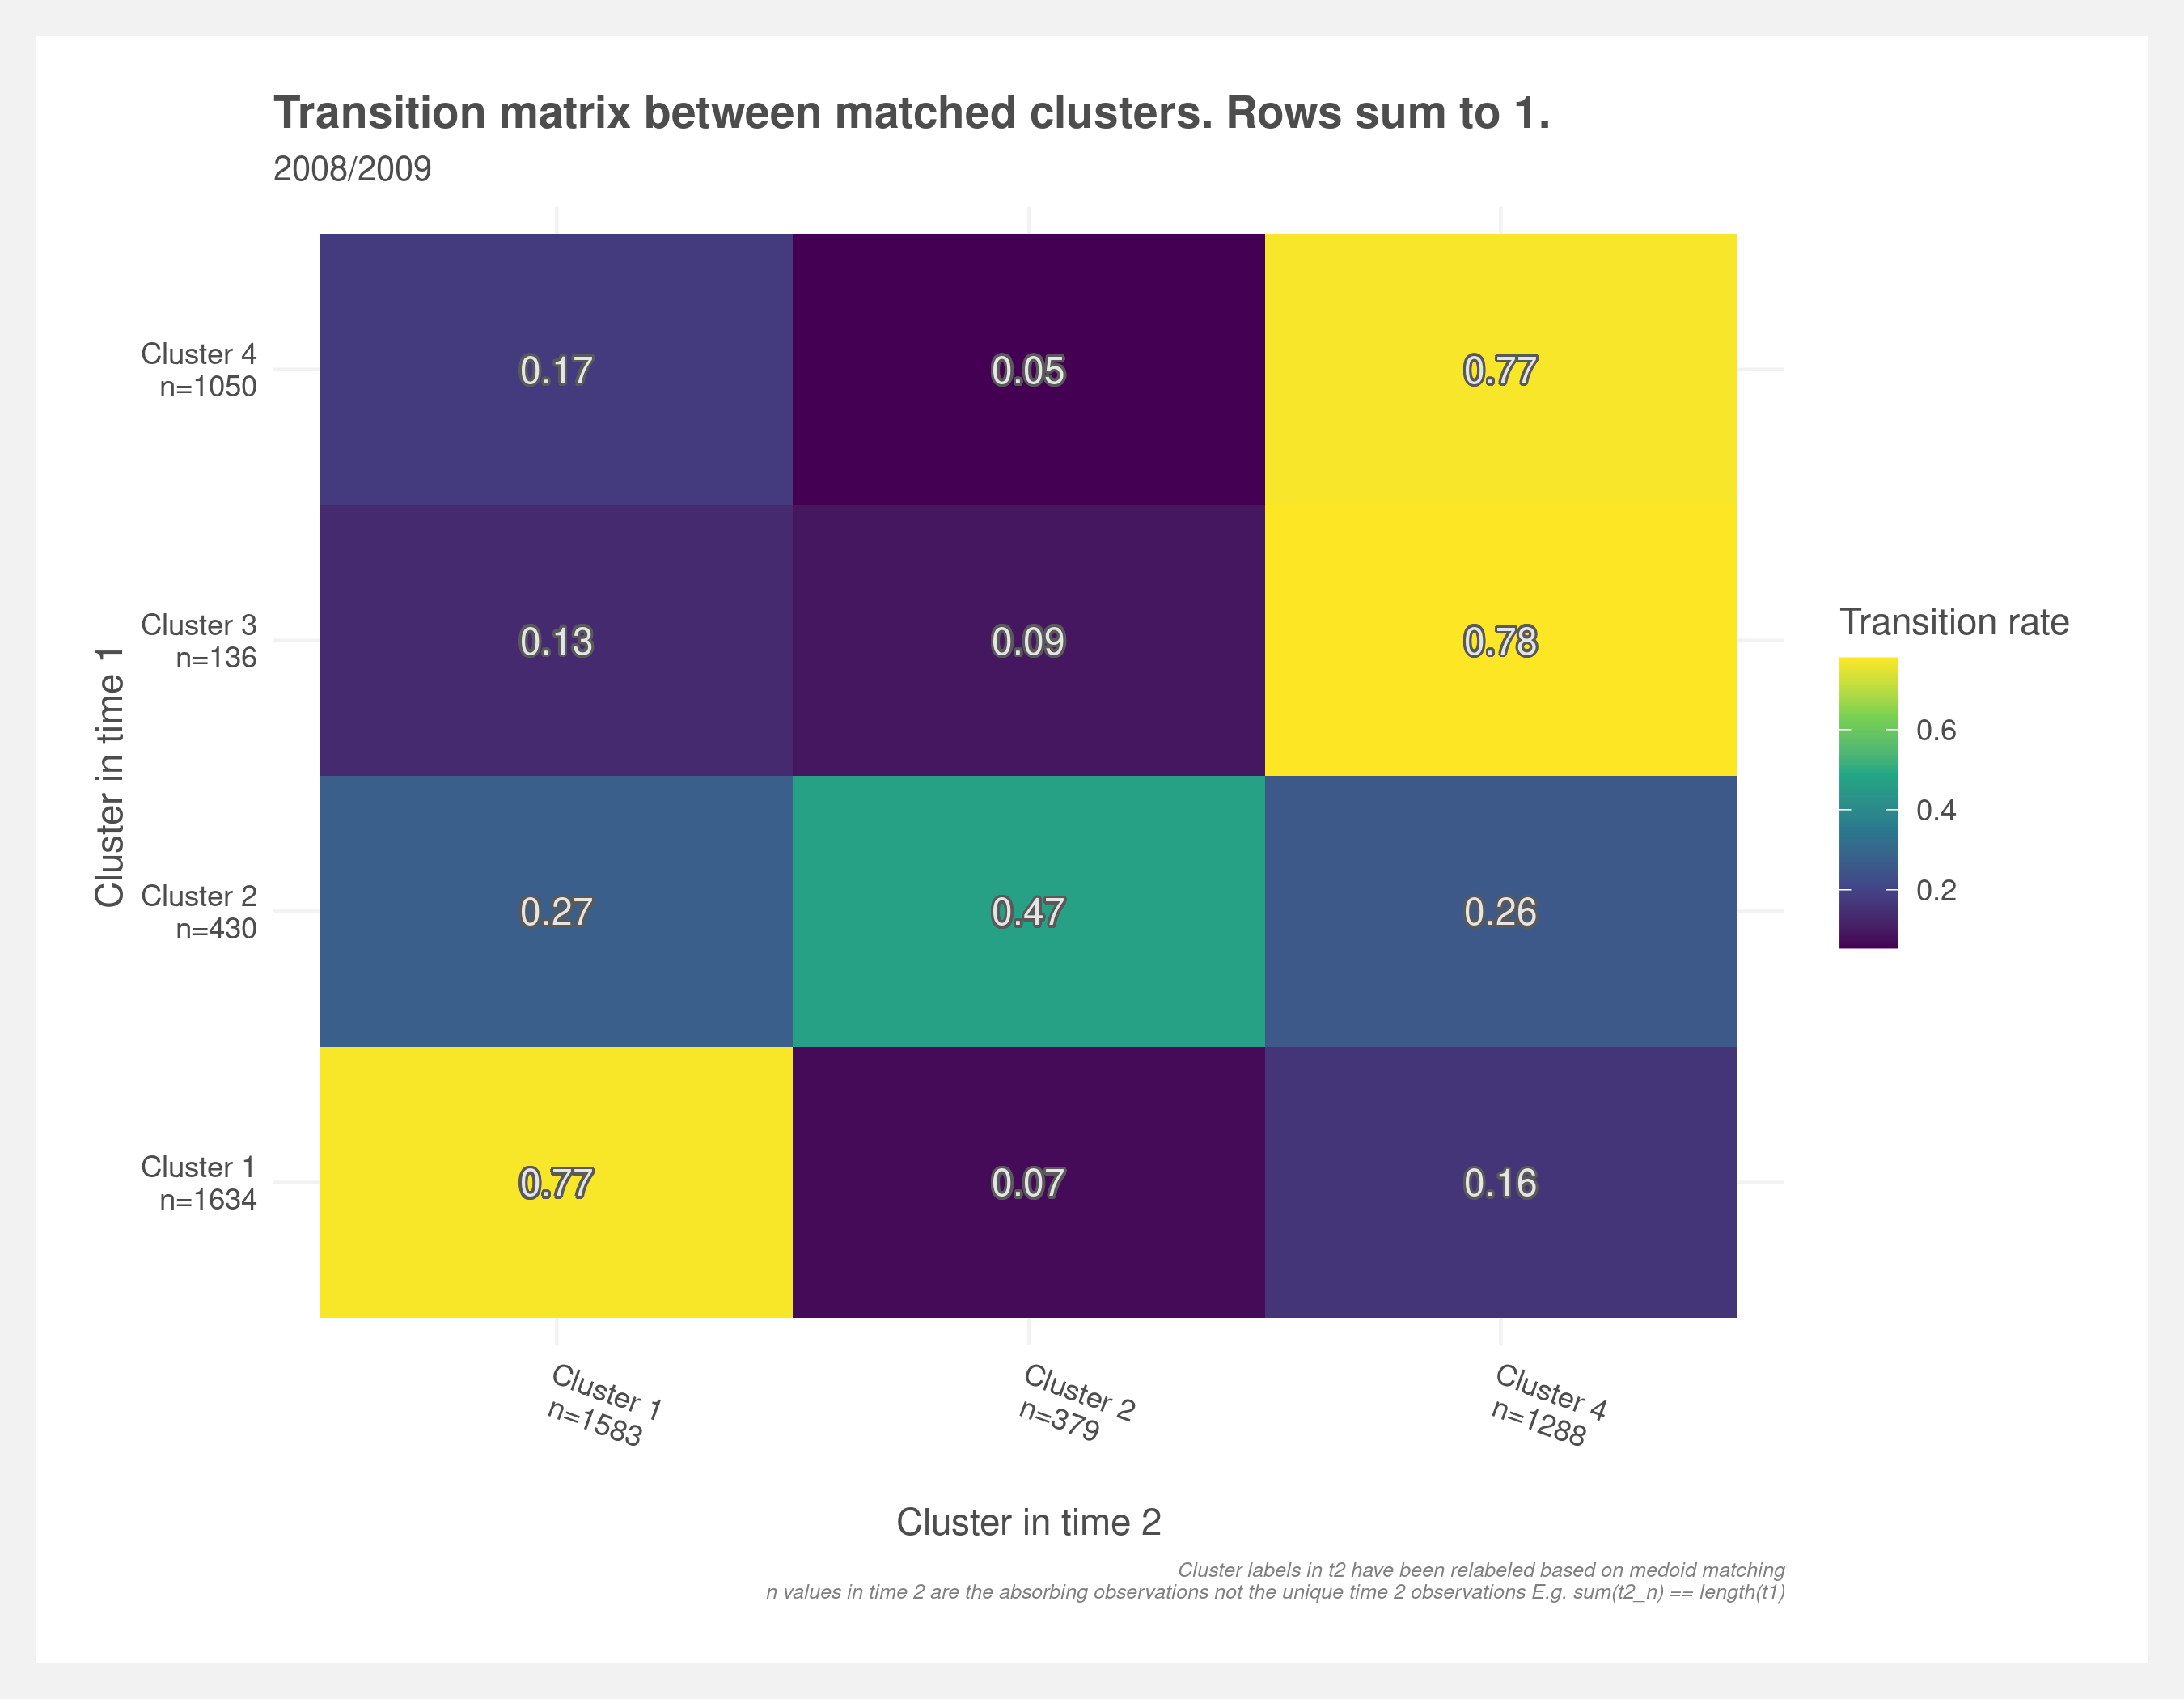 Transition matrix between matched clusters. Rows sum to 1.
2008/2009
Cluster in time 1
Cluster 4
n=1050
0.17
0.05
0.77
Cluster 3
n=136
0.13
0.09
0.78
Cluster 2
n=430
0.27
0.47
0.26
Cluster 1
n=1634
0.77
0.07
0.16
Cluster 1
n=1583
Cluster 2
n=379
Cluster 4
n=1288
Cluster in time 2
Transition rate
0.6
0.4
0.2
Cluster labels in t2 have been relabeled based on medoid matching
n values in time 2 are the absorbing observations not the unique time 2 observations E.g. sum(t2_n) == length(t1)